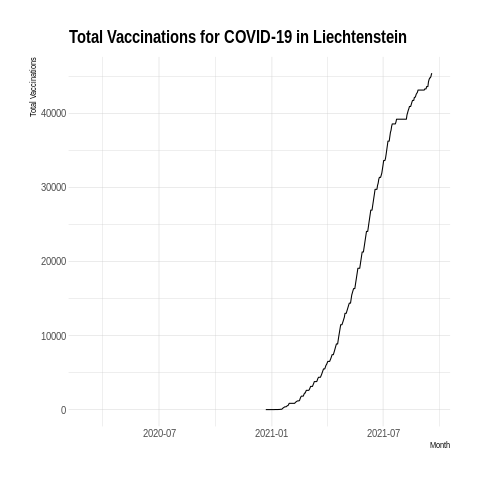 Total Vaccinations for COVID-19 in Liechtenstein
Total Vaccinations
40000
30000
20000
10000
0
2020-07 2021-01 2021-07
Month